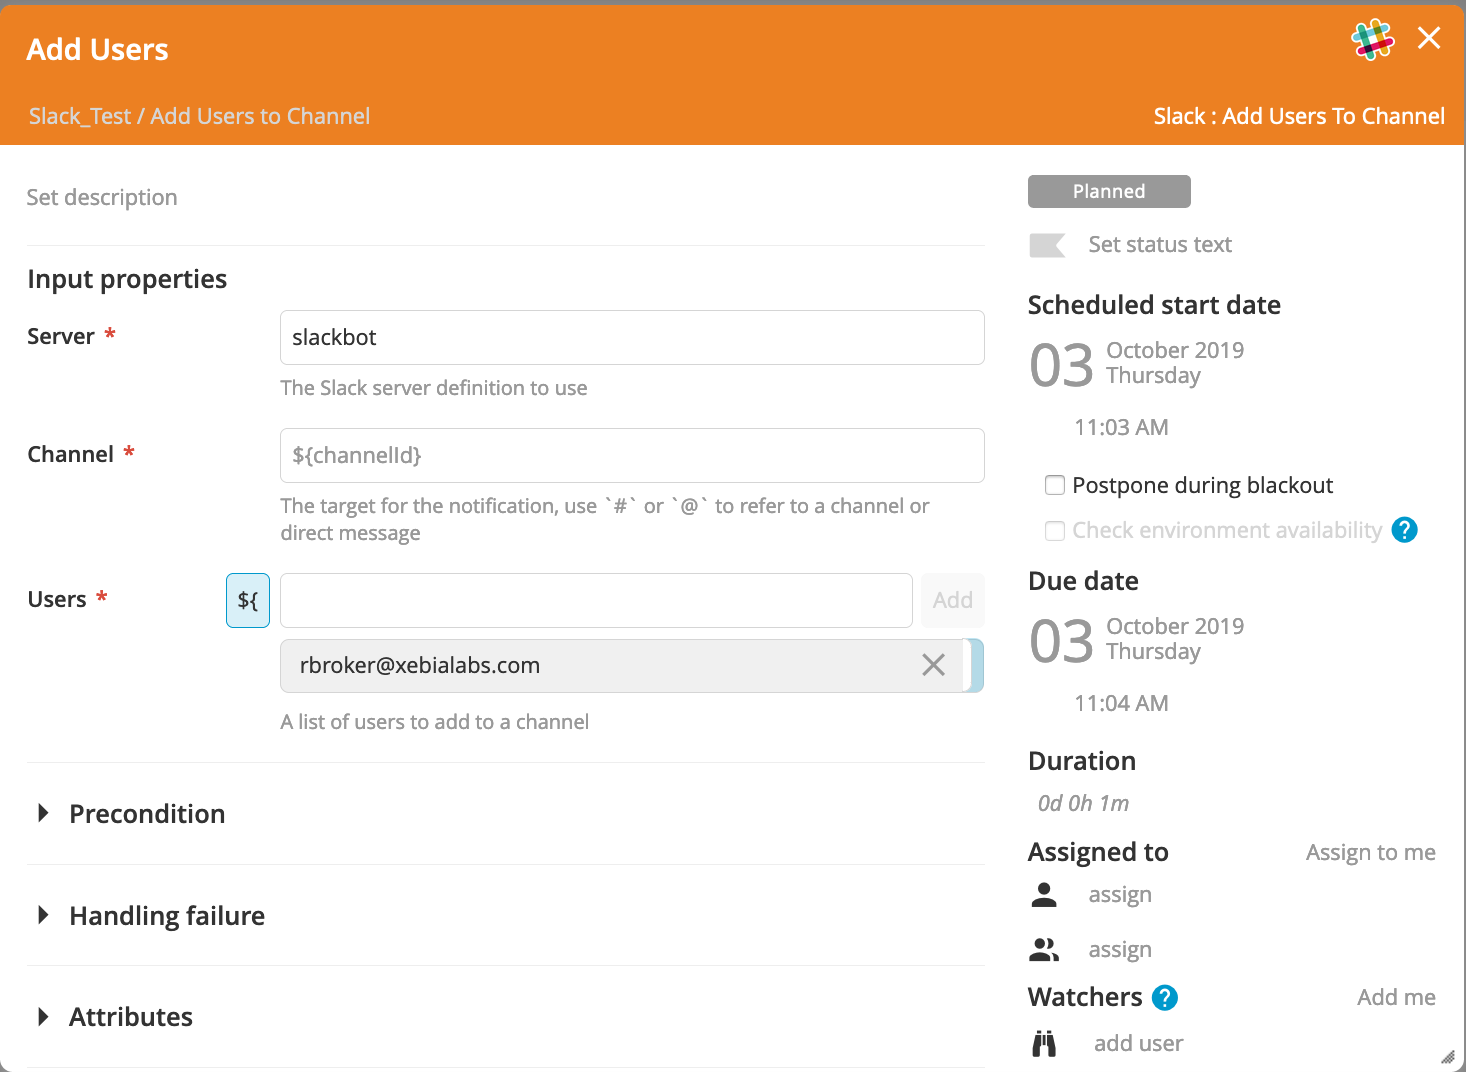 Add Users
Slack_Test / Add Users to Channel
Slack : Add Users To Channel
Set description
Input properties
Server *
slackbot
The Slack server definition to use
Channel *
${channelId}
The target for the notification, use `#` or `@` to refer to a channel or
direct message
Users *
${
Add
rbroker@xebialabs.com
A list of users to add to a channel
Precondition
Handling failure
Attributes
Planned
Set status text
Scheduled start date
03
October 2019
Thursday
11:03 AM
Postpone during blackout
Check environment availability ?
Due date
03
October 2019
Thursday
11:04 AM
Duration
0d 0h 1m
Assigned to
Assign to me
assign
assign
Watchers ?
Add me
add user